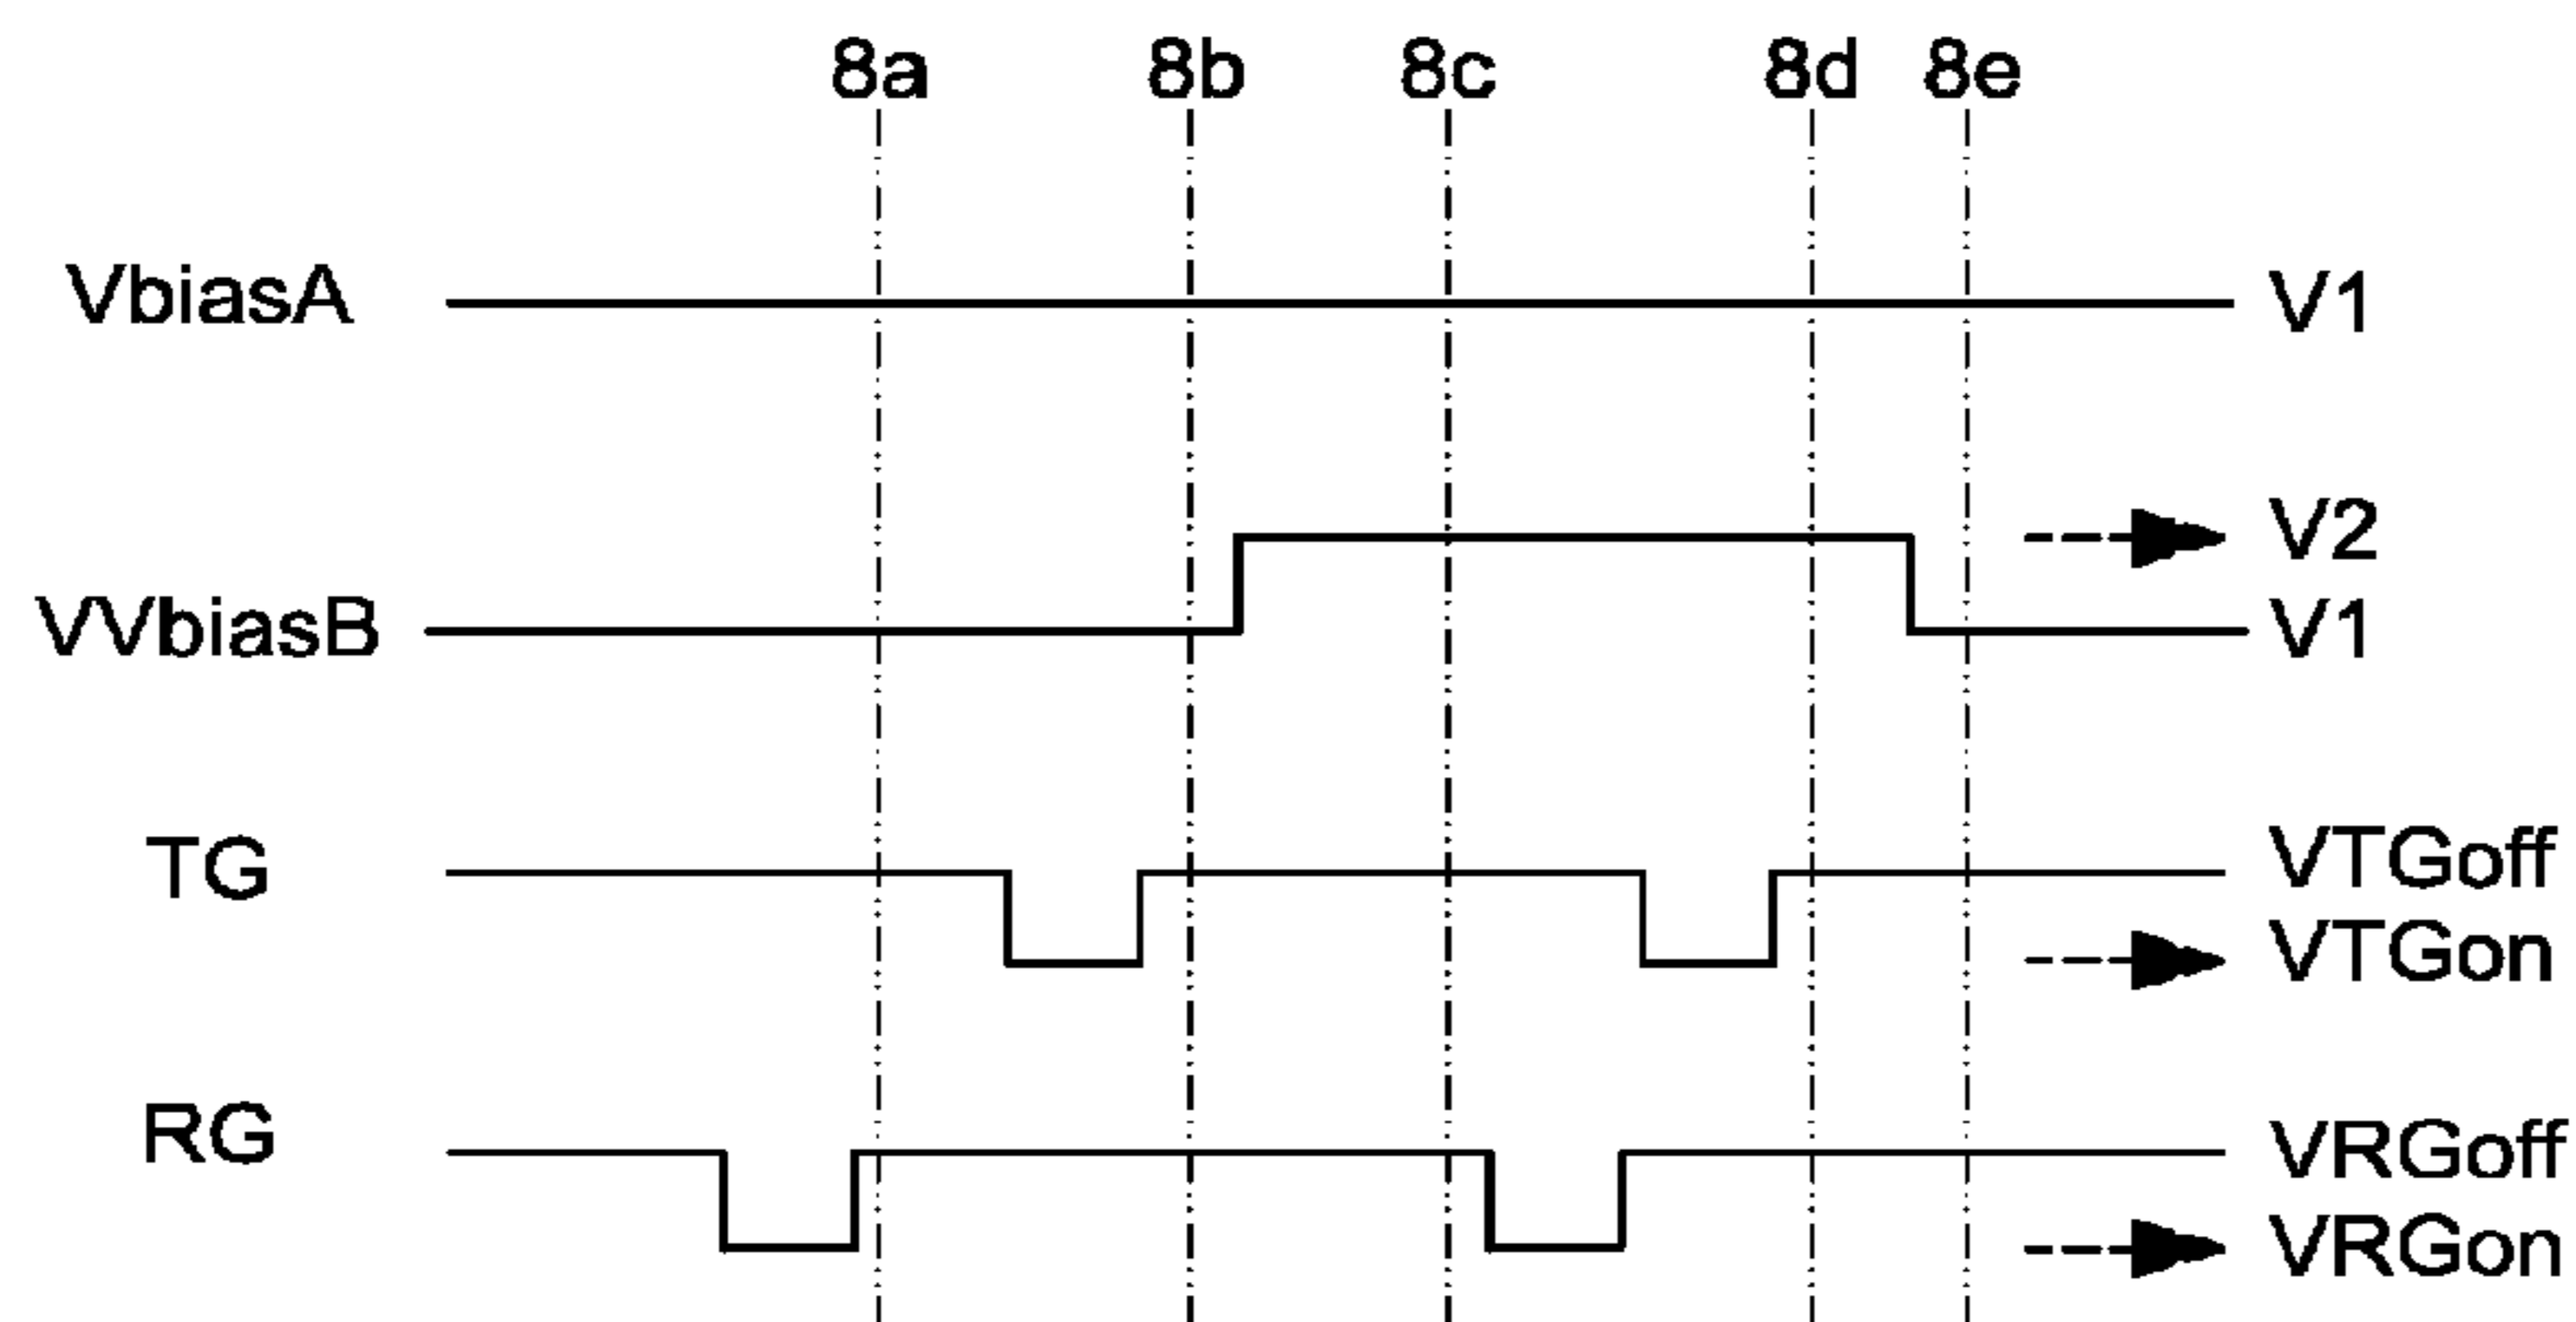 8a 8b 8c 8d 8e
VbiasA V1
V2
VVbiasB V1
TG VTGoff
VTGon
RG VRGoff
VRGon